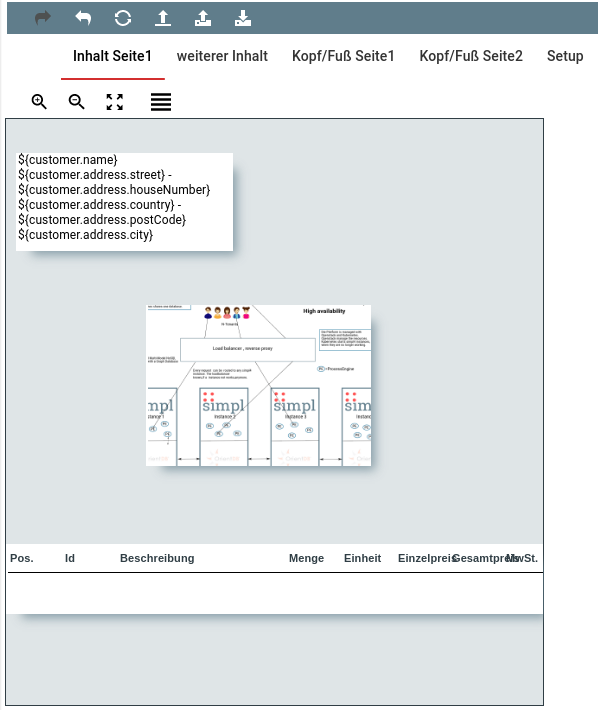 Inhalt Seite1
weiterer Inhalt
Kopf/Fuß Seite1
Kopf/Fuß Seite2
Setup
${customer.name}
${customer.address.street} -
${customer.address.houseNumber}
${customer.address.country} -
${customer.address.postCode}
${customer.address.city}
High availability
Load balancer , reverse proxy
simpl
simpl
Instance 2
Pos.
Id
Beschreibung
Menge
Einheit
Einzelpreis
Gesamtpreis
MwSt.